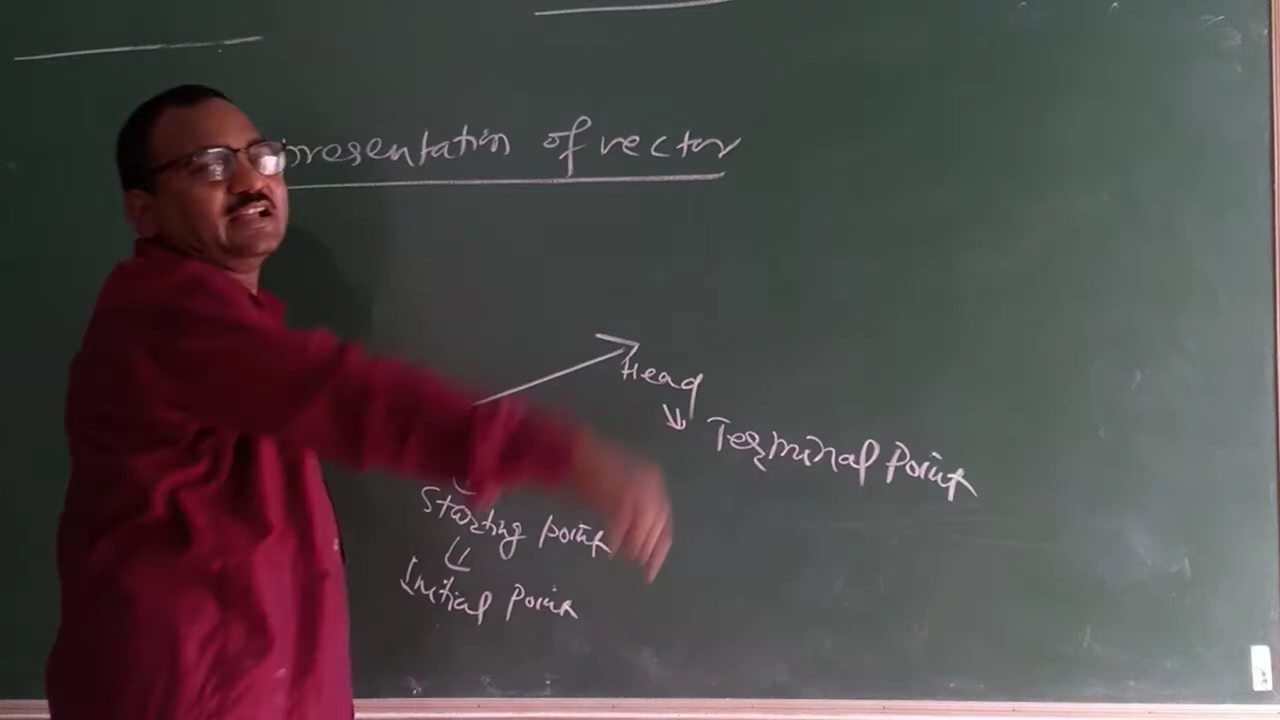 presentation of vector
Head
Terminal Point
Starting point
Initial Point